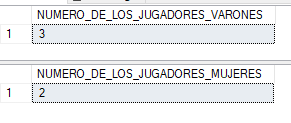 NUMERO_DE_LOS_JUGADORES_VARONES
1 3
NUMERO_DE_LOS_JUGADORES_MUJERES
1 2